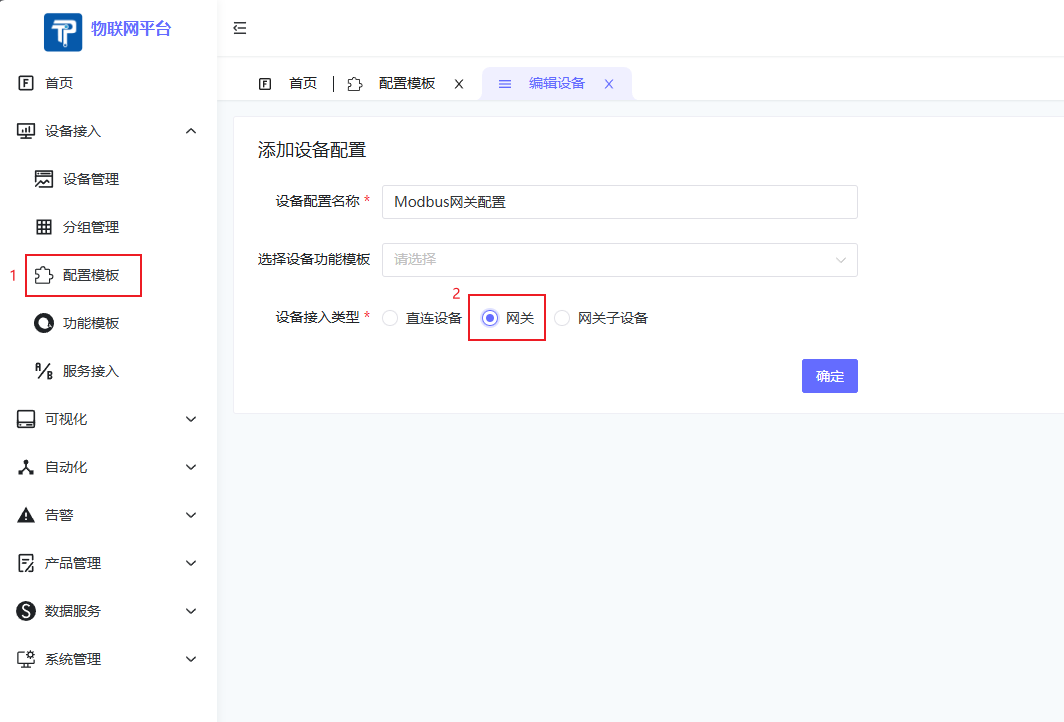 物联网平台
首页
设备接入
设备管理
分组管理
1 配置模板
功能模板
服务接入
可视化
自动化
告警
产品管理
数据服务
系统管理
首页 配置模板 编辑设备
添加设备配置
设备配置名称 * Modbus网关配置
选择设备功能模板 请选择
2
设备接入类型 * 直连设备 网关 网关子设备
确定